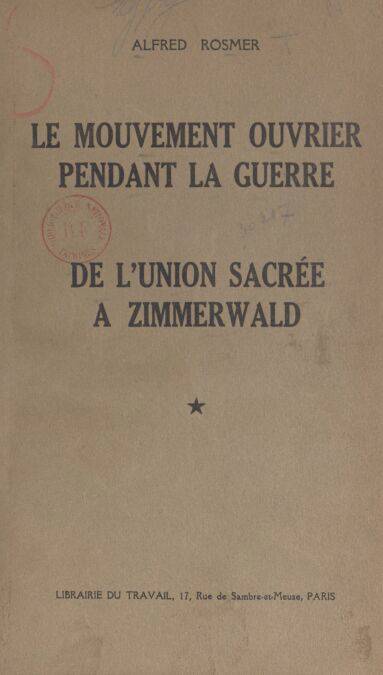 ALFRED ROSMER
LE MOUVEMENT OUVRIER
PENDANT LA GUERRE
DE L'UNION SACRÉE
A ZIMMERWALD
LIBRAIRIE DU TRAVAIL, 17, Rue de Sambre-et-Meuse, PARIS